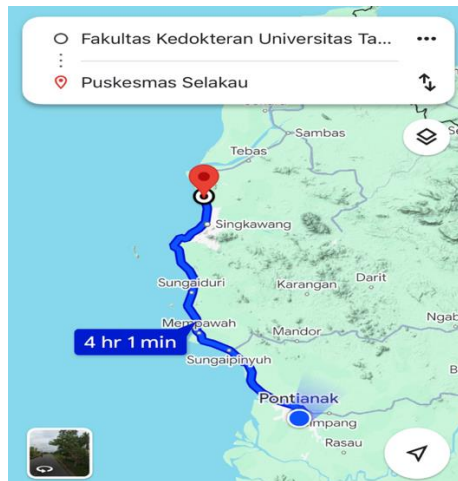 Fakultas Kedokteran Universitas Ta...
Puskesmas Selakau
Sambas
Tebas
Singkawang
Sungaiduri
Karangan
Darit
Mempawah
Mandor
Ngab
4 hr 1 min
Sungaipinyuh
Pontianak
mpang
Rasau